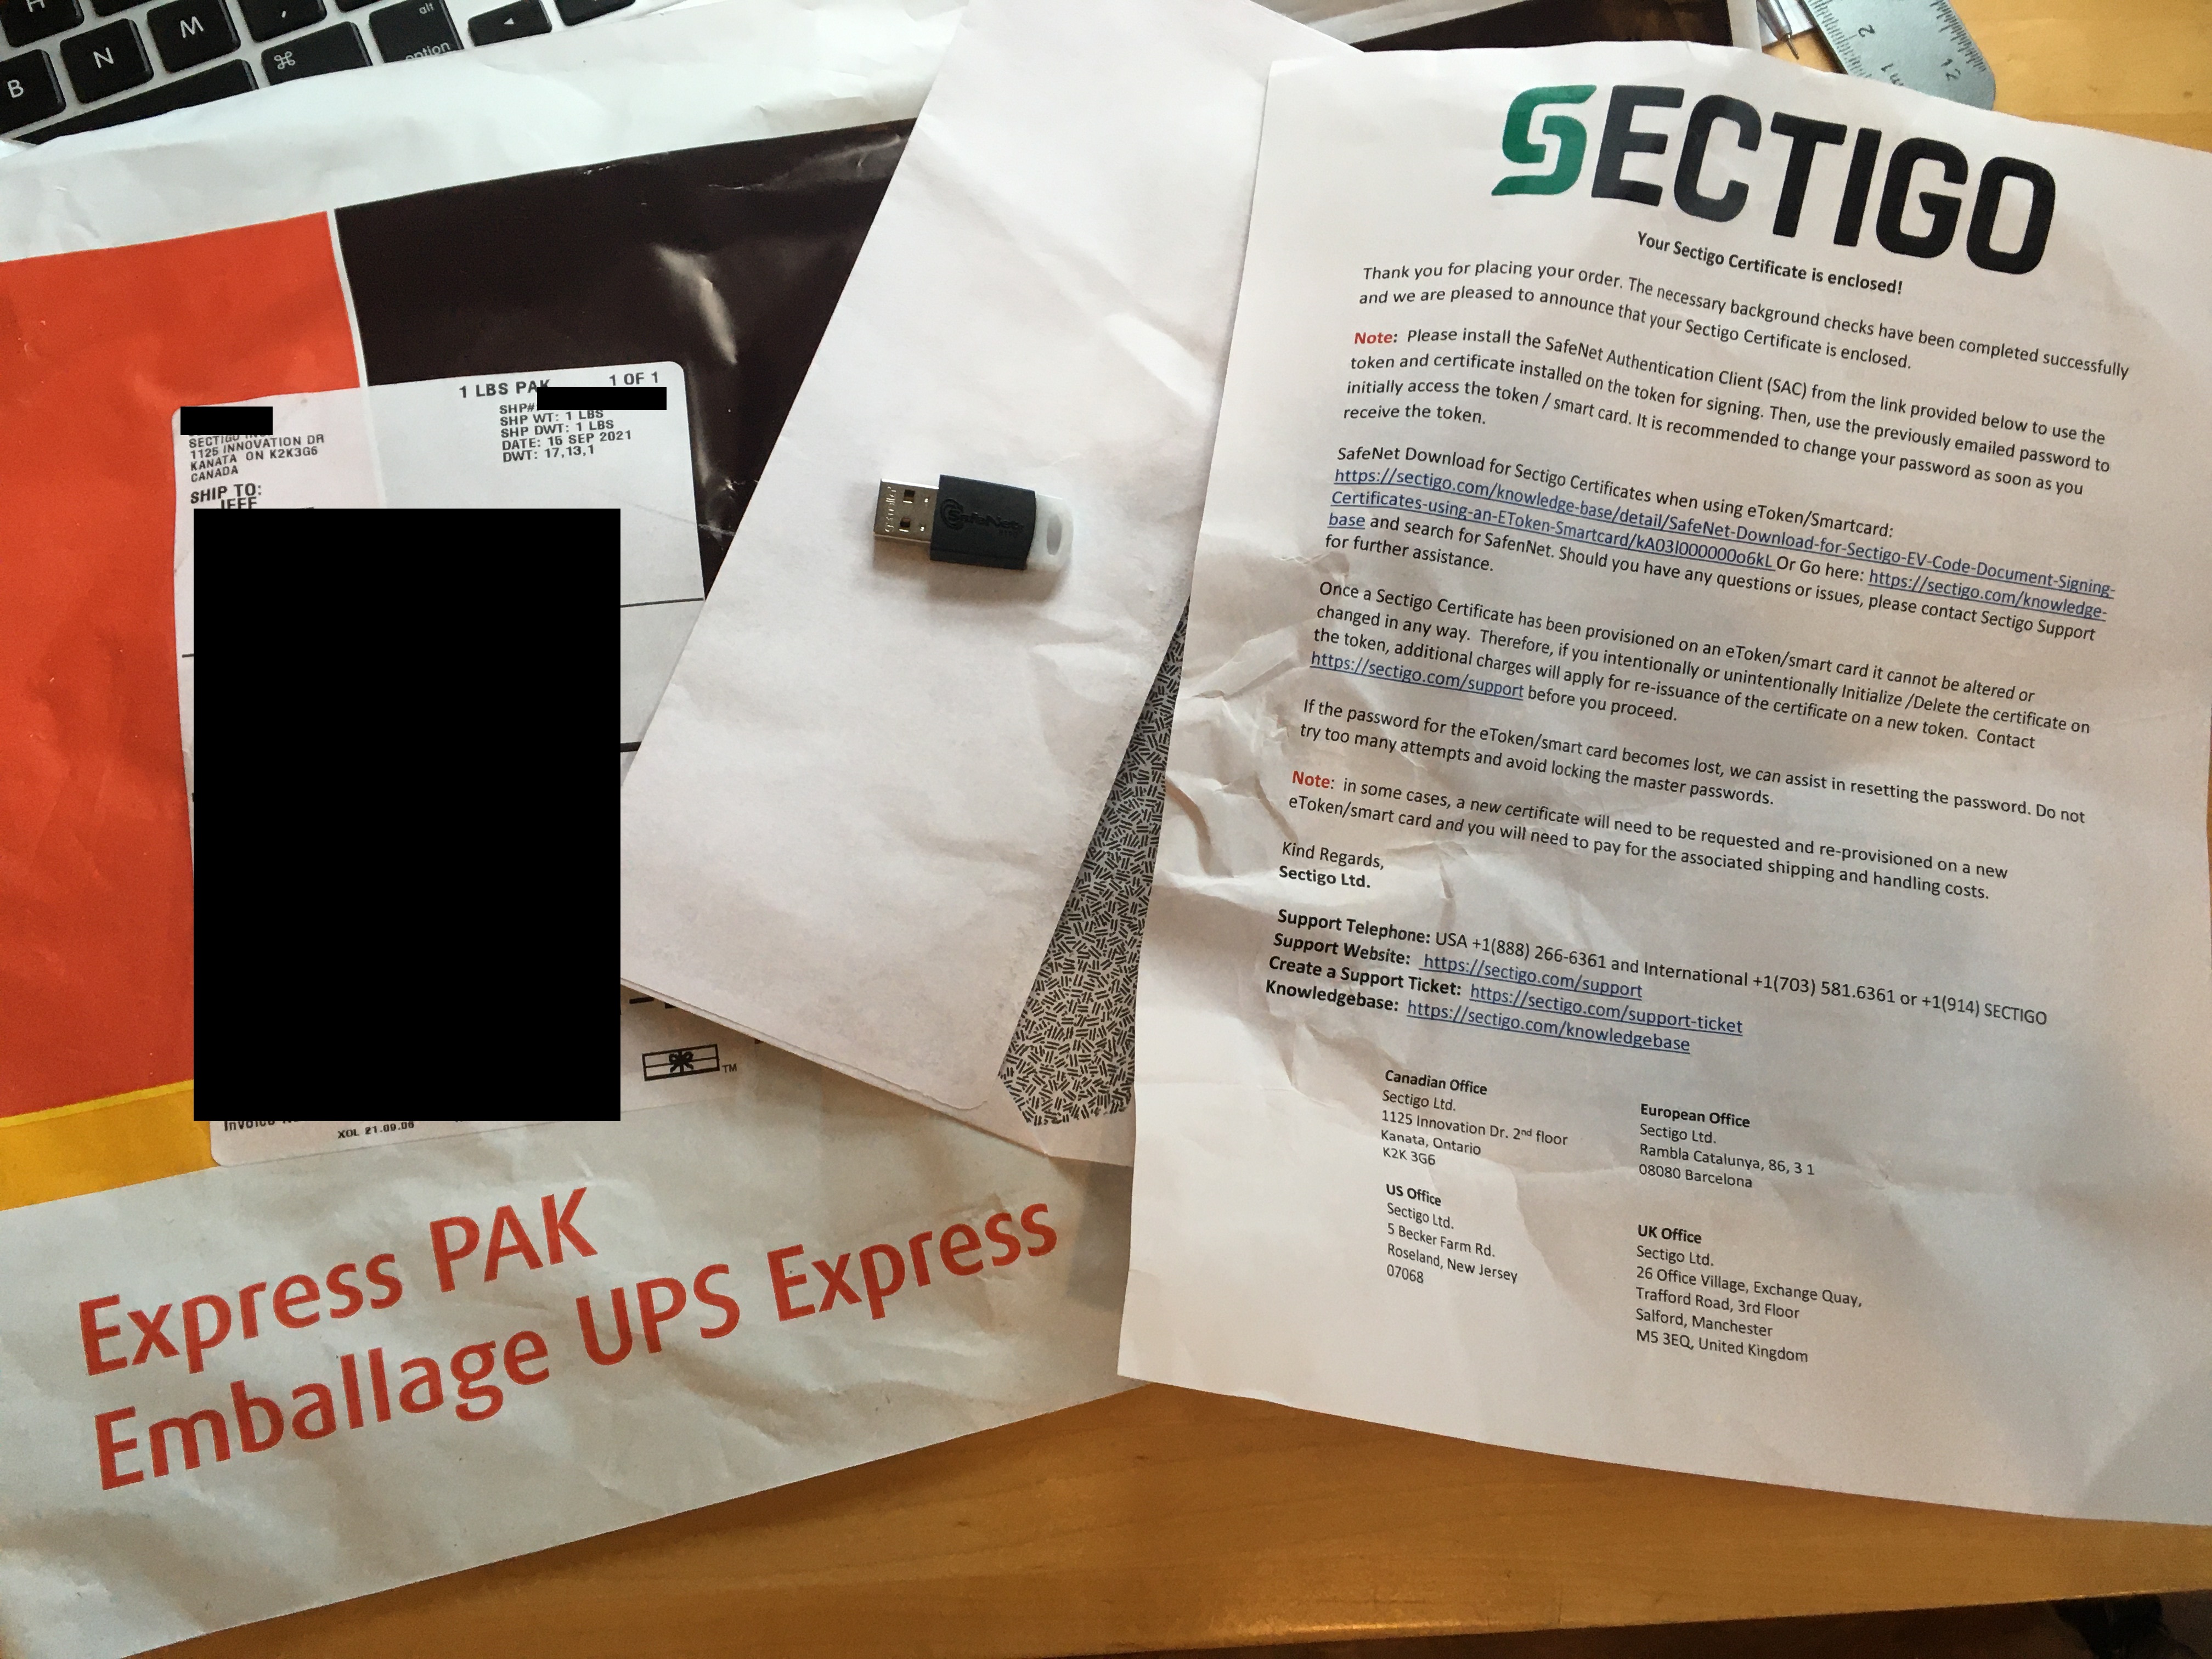 H
B
N
M
,
⌘
alt
option
1 LBS PAK
1 OF 1
SHP#
SHP WT: 1 LBS
SHP DWT: 1 LBS
DATE: 15 SEP 2021
DWT: 17,13,1
SECTIGO
1125 INNOVATION DR
KANATA ON K2K3G6
CANADA
SHIP TO:
JEFF
XOL 21.09.06
TM
Express PAK
Emballage UPS Express
SafeNet
SECTIGO
Your Sectigo Certificate is enclosed!
Thank you for placing your order. The necessary background checks have been completed successfully
and we are pleased to announce that your Sectigo Certificate is enclosed.
Note: Please install the SafeNet Authentication Client (SAC) from the link provided below to use the
token and certificate installed on the token for signing. Then, use the previously emailed password to
initially access the token / smart card. It is recommended to change your password as soon as you
receive the token.
SafeNet Download for Sectigo Certificates when using eToken/Smartcard:
https://sectigo.com/knowledge-base/detail/SafeNet-Download-for-Sectigo-EV-Code-Document-Signing-
Certificates-using-an-EToken-Smartcard/kA03l000000o6kL Or Go here: https://sectigo.com/knowledge-
base and search for SafenNet. Should you have any questions or issues, please contact Sectigo Support
for further assistance.
Once a Sectigo Certificate has been provisioned on an eToken/smart card it cannot be altered or
changed in any way. Therefore, if you intentionally or unintentionally Initialize /Delete the certificate on
the token, additional charges will apply for re-issuance of the certificate on a new token. Contact
https://sectigo.com/support before you proceed.
If the password for the eToken/smart card becomes lost, we can assist in resetting the password. Do not
try too many attempts and avoid locking the master passwords.
Note: in some cases, a new certificate will need to be requested and re-provisioned on a new
eToken/smart card and you will need to pay for the associated shipping and handling costs.
Kind Regards,
Sectigo Ltd.
Support Telephone: USA +1(888) 266-6361 and International +1(703) 581.6361 or +1(914) SECTIGO
Support Website: https://sectigo.com/support
Create a Support Ticket: https://sectigo.com/support-ticket
Knowledgebase: https://sectigo.com/knowledgebase
Canadian Office
Sectigo Ltd.
1125 Innovation Dr. 2nd floor
Kanata, Ontario
K2K 3G6
European Office
Sectigo Ltd.
Rambla Catalunya, 86, 3 1
08080 Barcelona
US Office
Sectigo Ltd.
5 Becker Farm Rd.
Roseland, New Jersey
07068
UK Office
Sectigo Ltd.
26 Office Village, Exchange Quay,
Trafford Road, 3rd Floor
Salford, Manchester
M5 3EQ, United Kingdom
2
12